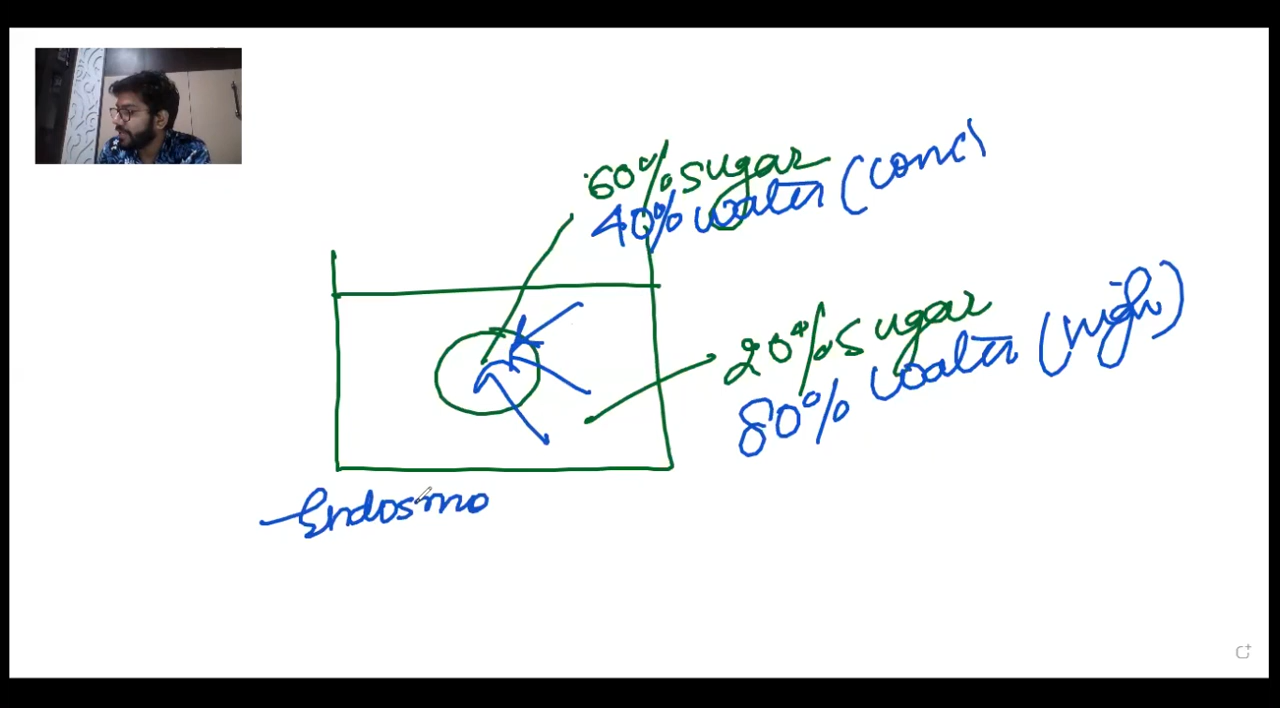 60% sugar
40% water (conc)
20% sugar
80% water (high)
Endosmo